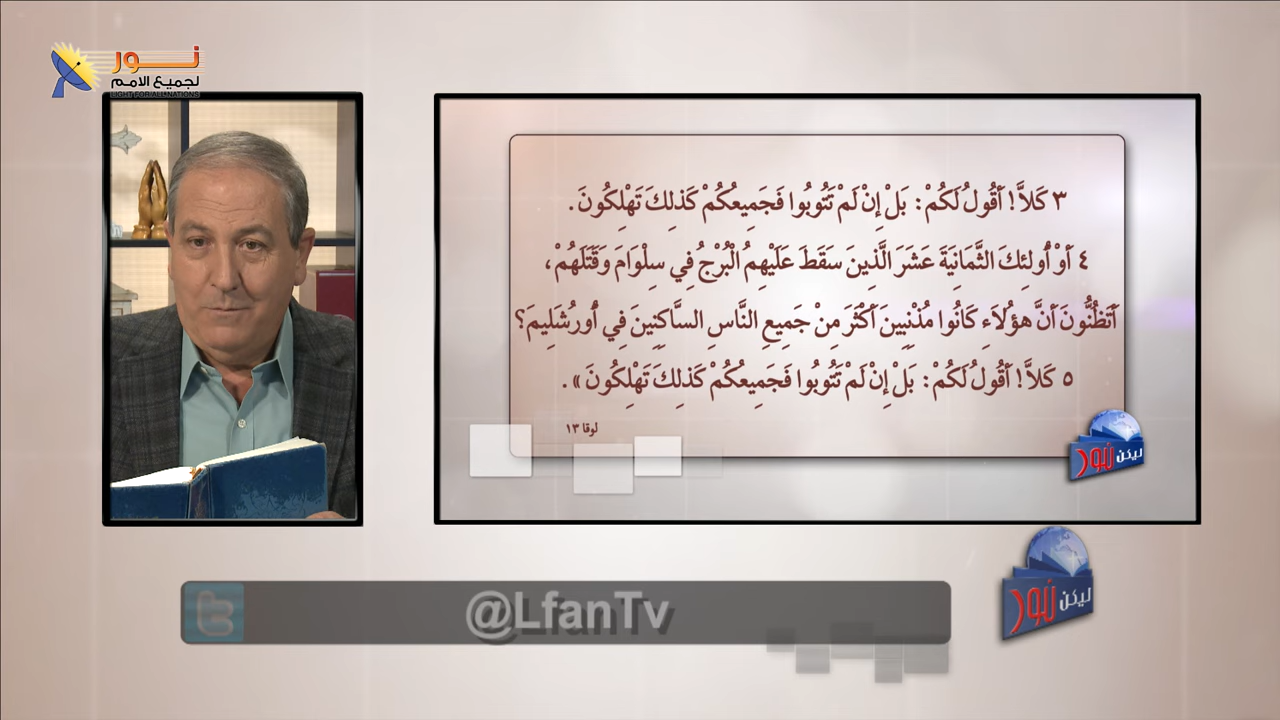 نور
لجميع الامم
LIGHT FOR ALL NATIONS
٣ كَلاَّ! أَقُولُ لَكُمْ: بَلْ إِنْ لَمْ تَتُوبُوا فَجَمِيعُكُمْ كَذلِكَ تَهْلِكُونَ.
٤ أَوْ أُولئِكَ الثَّمَانِيَةَ عَشَرَ الَّذِينَ سَقَطَ عَلَيْهِمُ الْبُرْجُ فِي سِلْوَامَ وَقَتَلَهُمْ،
أَتَظُنُّونَ أَنَّ هؤُلاَءِ كَانُوا مُذْنِبِينَ أَكْثَرَ مِنْ جَمِيعِ النَّاسِ السَّاكِنِينَ فِي أُورُشَلِيمَ؟
٥ كَلاَّ! أَقُولُ لَكُمْ: بَلْ إِنْ لَمْ تَتُوبُوا فَجَمِيعُكُمْ كَذلِكَ تَهْلِكُونَ».
لوقا ١٣
ليكن نور
ليكن نور
@LfanTv